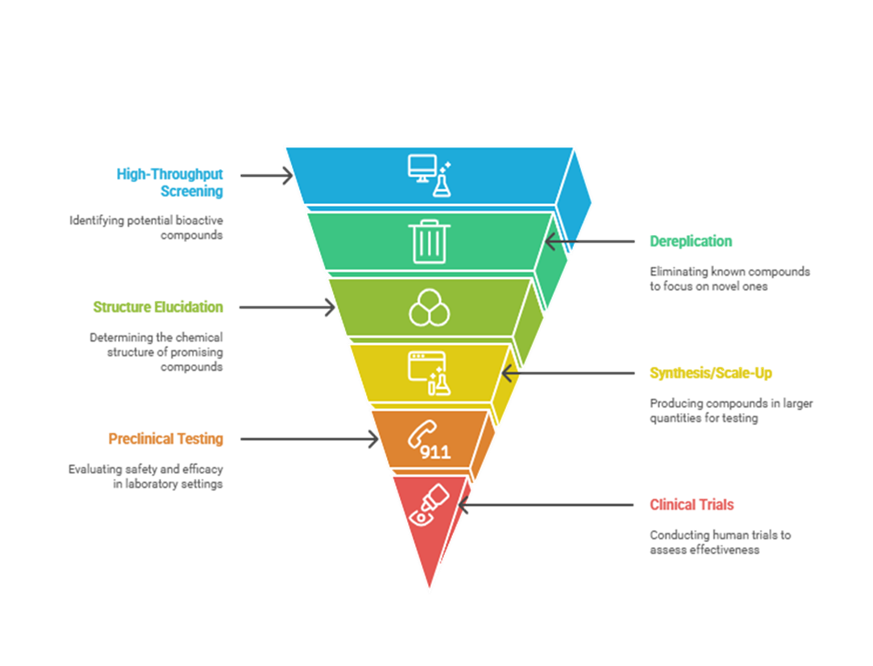 High-Throughput
Screening
Identifying potential bioactive
compounds
Dereplication
Eliminating known compounds
to focus on novel ones
Structure Elucidation
Determining the chemical
structure of promising
compounds
Synthesis/Scale-Up
Producing compounds in larger
quantities for testing
Preclinical Testing
Evaluating safety and efficacy
in laboratory settings
911
Clinical Trials
Conducting human trials to
assess effectiveness